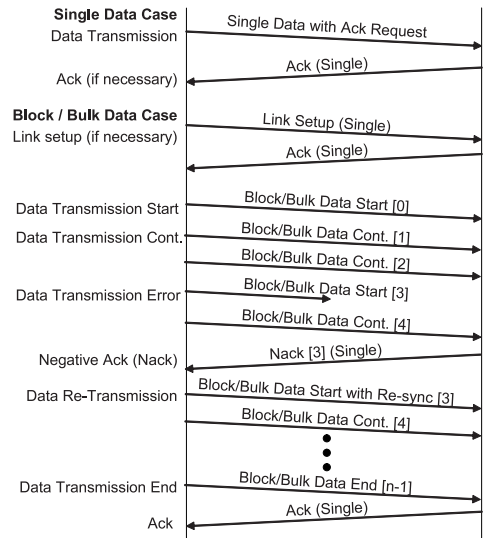 Single Data Case
Data Transmission
Single Data with Ack Request
Ack (Single)
Ack (if necessary)
Block / Bulk Data Case
Link setup (if necessary)
Link Setup (Single)
Ack (Single)
Data Transmission Start
Block/Bulk Data Start [0]
Data Transmission Cont.
Block/Bulk Data Cont. [1]
Block/Bulk Data Cont. [2]
Data Transmission Error
Block/Bulk Data Start [3]
Block/Bulk Data Cont. [4]
Negative Ack (Nack)
Nack [3] (Single)
Data Re-Transmission
Block/Bulk Data Start with Re-sync [3]
Block/Bulk Data Cont. [4]
Data Transmission End
Block/Bulk Data End [n-1]
Ack (Single)
Ack